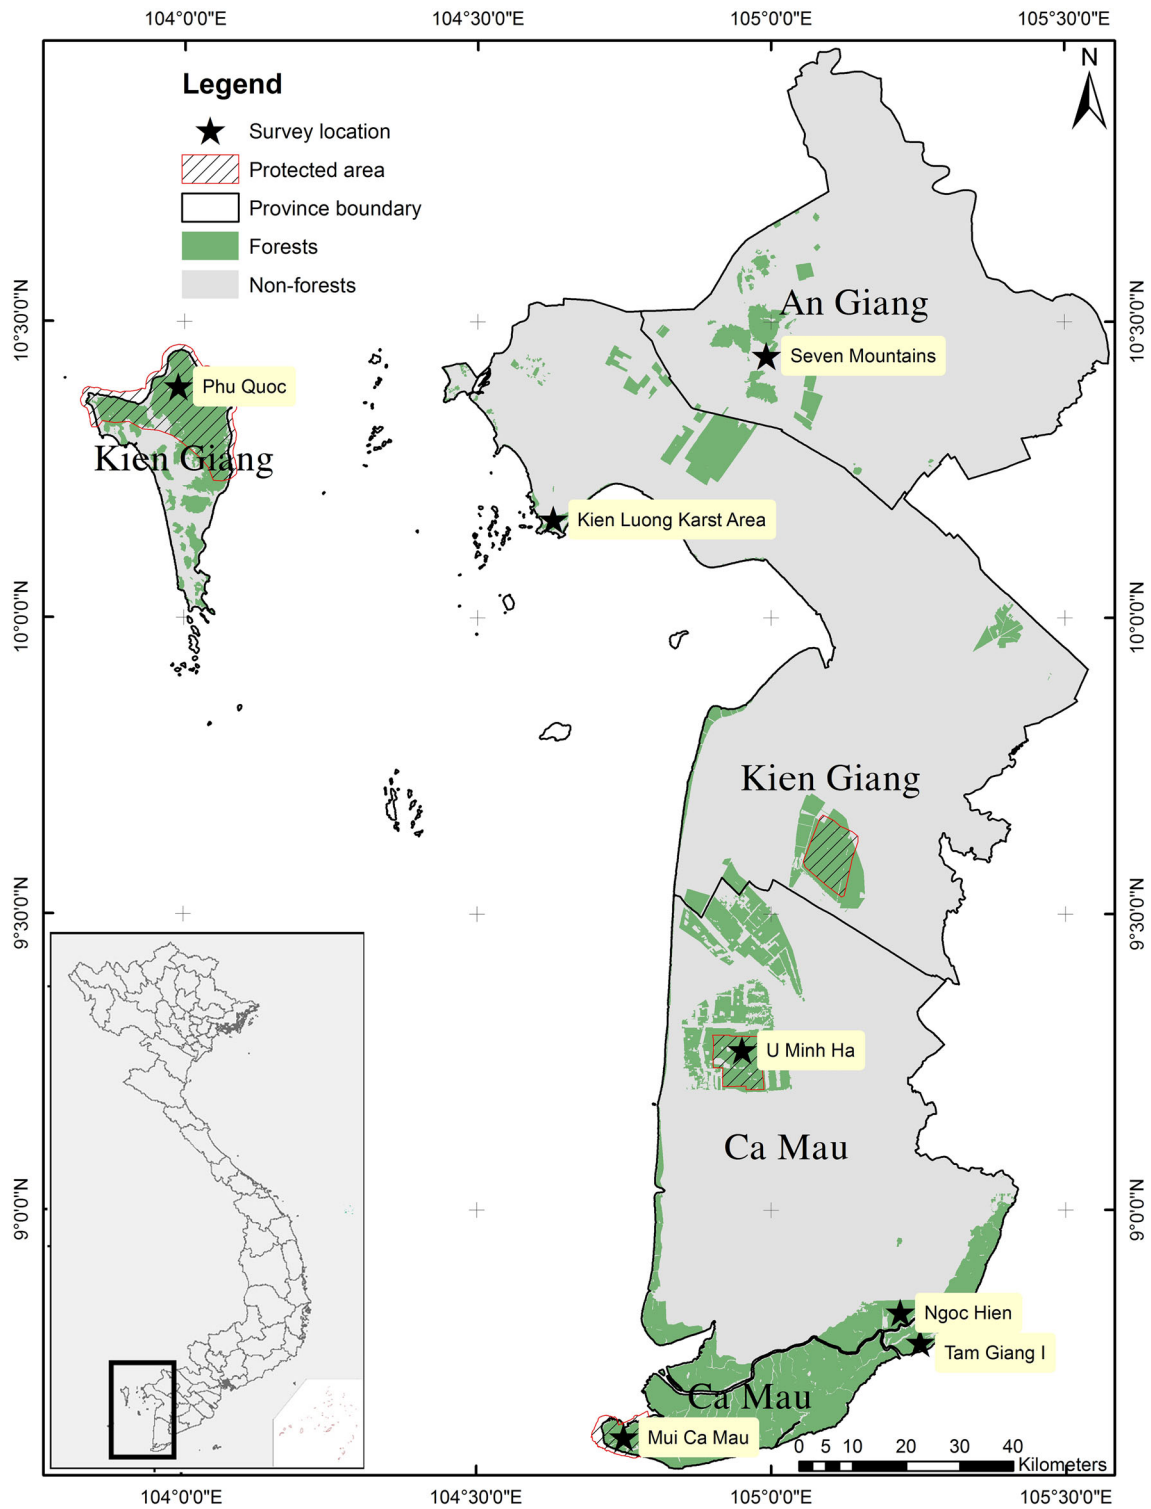 104°0'0"E 104°30'0"E 105°0'0"E 105°30'0"E
N
Legend
Survey location
Protected area
Province boundary
Forests
Non-forests
An Giang
10°30'0"N 10°30'0"N
Seven Mountains
Phu Quoc
Kien Giang
Kien Luong Karst Area
10°0'0"N 10°0'0"N
Kien Giang
9°30'0"N 9°30'0"N
U Minh Ha
Ca Mau
9°0'0"N 9°0'0"N
Ngoc Hien
Tam Giang I
Ca Mau
Mui Ca Mau
0 5 10 20 30 40
Kilometers
104°0'0"E 104°30'0"E 105°0'0"E 105°30'0"E